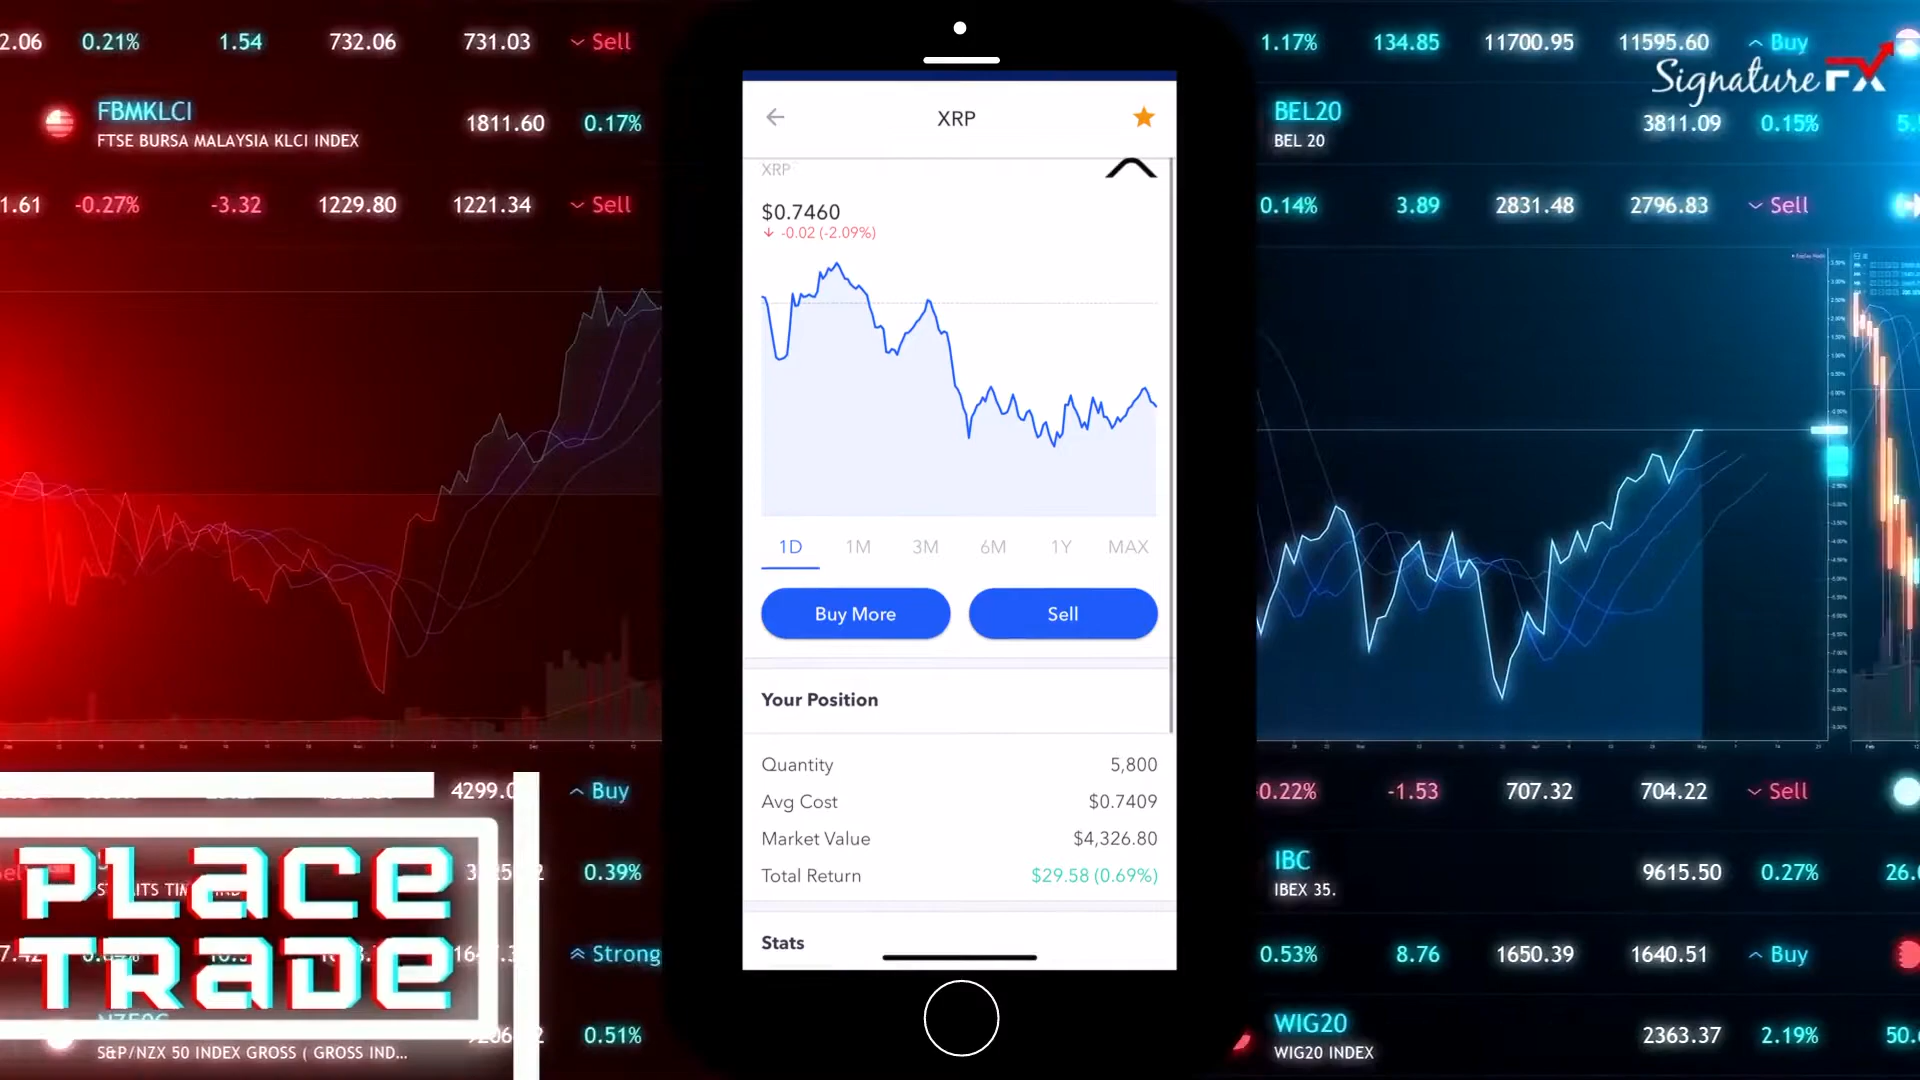 2.06 0.21% 1.54 732.06 731.03 Sell
FBMKLCI
FTSE BURSA MALAYSIA KLCI INDEX
1811.60 0.17%
1.61 -0.27% -3.32 1229.80 1221.34 Sell
4299.0 Buy
0.39%
Strong
0.51%
S&P/NZX 50 INDEX GROSS ( GROSS IND...
PLACE
TRADE
XRP
XRP
$0.7460
-0.02 (-2.09%)
1D 1M 3M 6M 1Y MAX
Buy More Sell
Your Position
Quantity 5,800
Avg Cost $0.7409
Market Value $4,326.80
Total Return $29.58 (0.69%)
Stats
1.17% 134.85 11700.95 11595.60 Buy
Signature FX
BEL20
BEL 20
3811.09 0.15% 5.
0.14% 3.89 2831.48 2796.83 Sell
0.22% -1.53 707.32 704.22 Sell
IBC
IBEX 35.
9615.50 0.27% 26.
0.53% 8.76 1650.39 1640.51 Buy
WIG20
WIG20 INDEX
2363.37 2.19% 50.